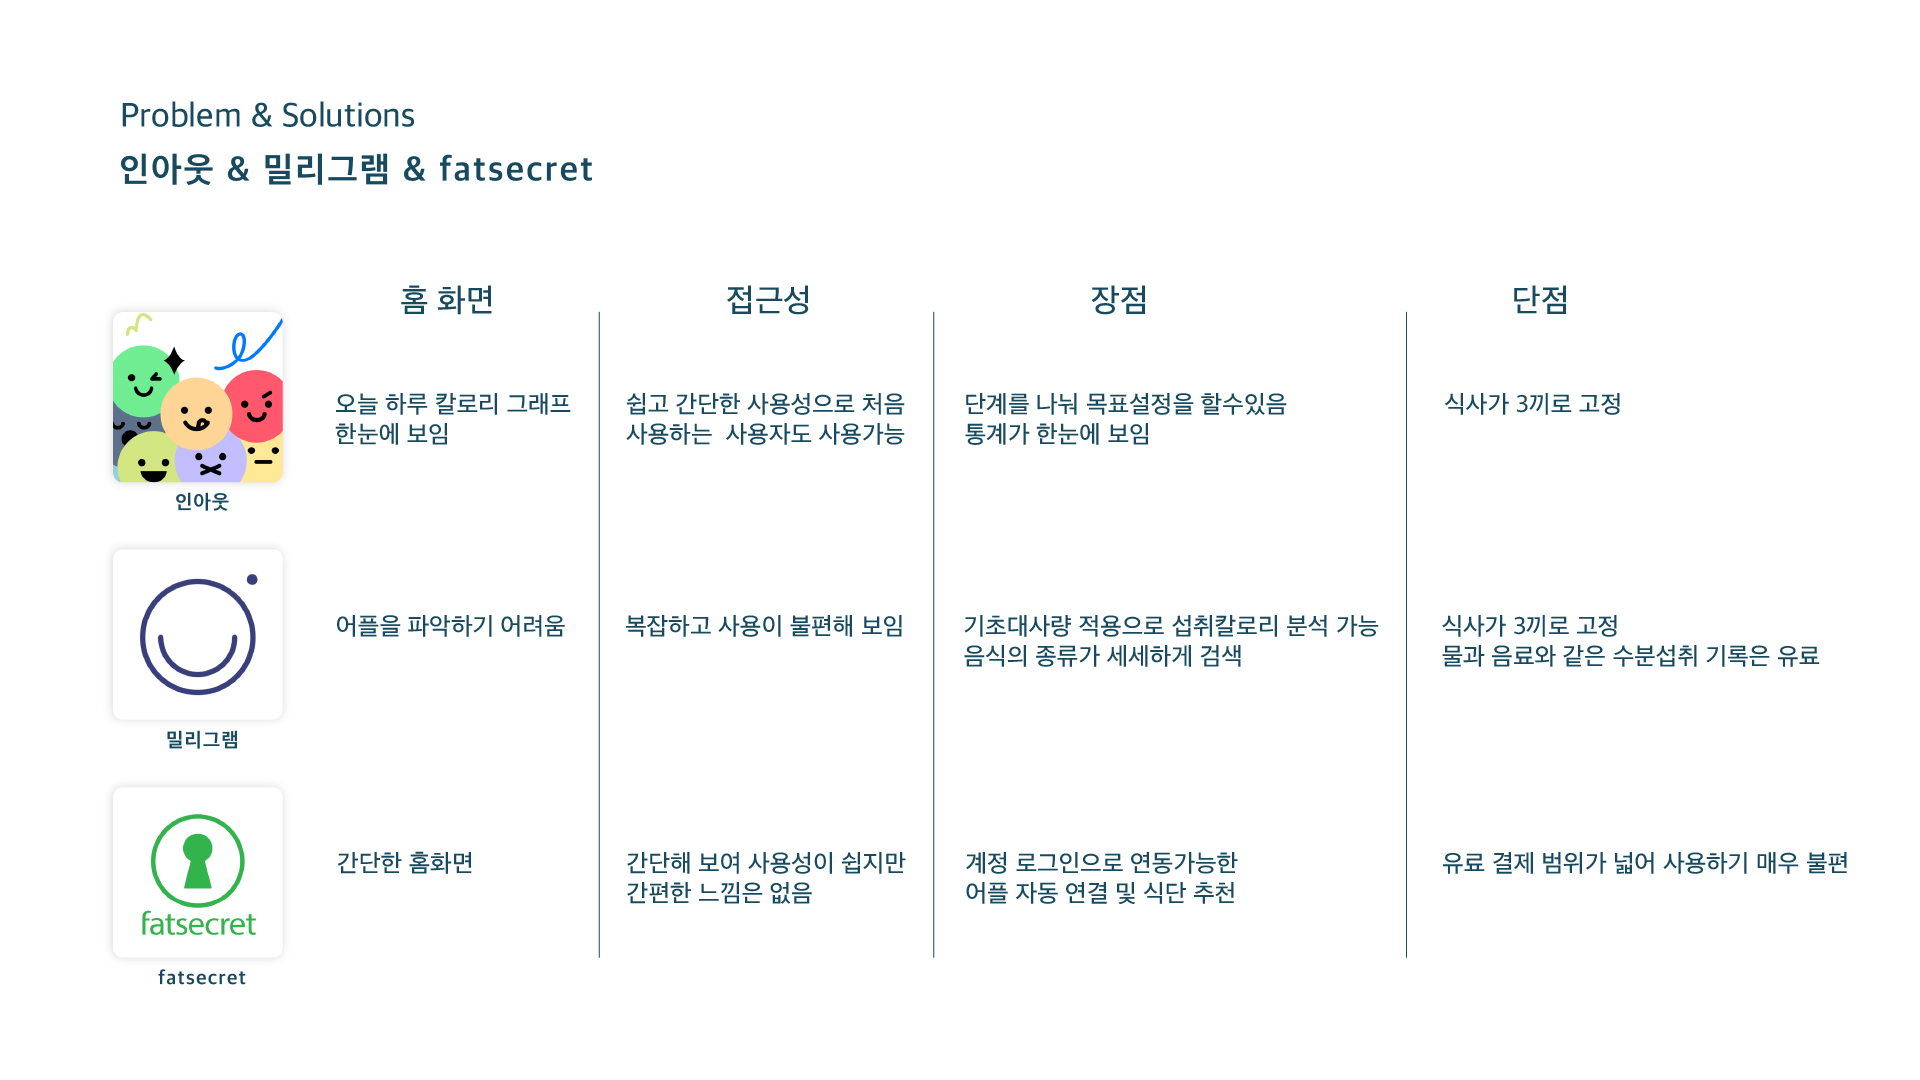 Problem & Solutions
인아웃 & 밀리그램 & fatsecret
홈 화면
접근성
장점
단점
오늘 하루 칼로리 그래프
한눈에 보임
쉽고 간단한 사용성으로 처음
사용하는  사용자도 사용가능
단계를 나눠 목표설정을 할수있음
통계가 한눈에 보임
식사가 3끼로 고정
인아웃
어플을 파악하기 어려움
복잡하고 사용이 불편해 보임
기초대사량 적용으로 섭취칼로리 분석 가능
음식의 종류가 세세하게 검색
식사가 3끼로 고정
물과 음료와 같은 수분섭취 기록은 유료
밀리그램
간단한 홈화면
간단해 보여 사용성이 쉽지만
간편한 느낌은 없음
계정 로그인으로 연동가능한
어플 자동 연결 및 식단 추천
유료 결제 범위가 넓어 사용하기 매우 불편
fatsecret
fatsecret